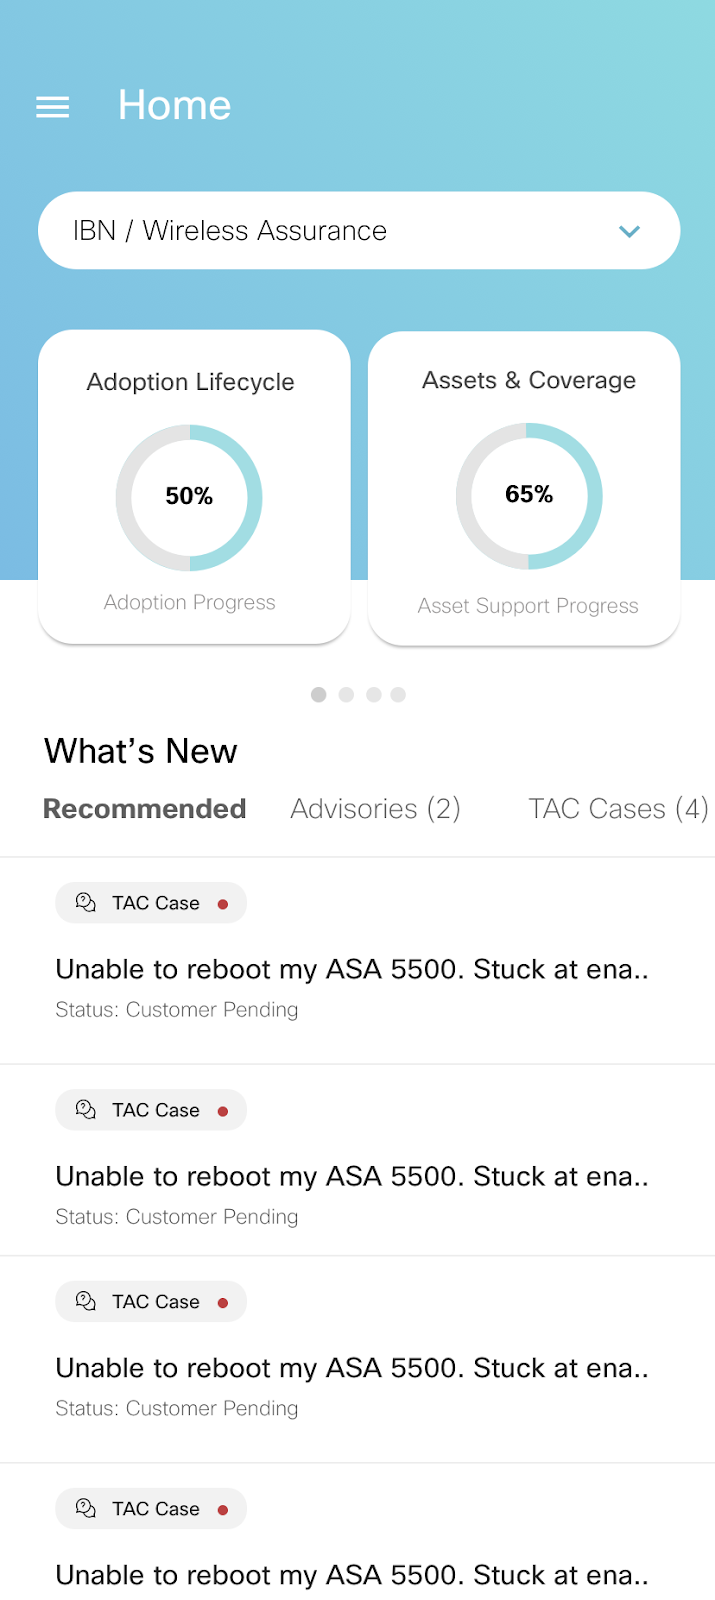 Home
IBN / Wireless Assurance
Adoption Lifecycle
50%
Adoption Progress
Assets & Coverage
65%
Asset Support Progress
What’s New
Recommended Advisories (2) TAC Cases (4)
TAC Case
Unable to reboot my ASA 5500. Stuck at ena..
Status: Customer Pending
TAC Case
Unable to reboot my ASA 5500. Stuck at ena..
Status: Customer Pending
TAC Case
Unable to reboot my ASA 5500. Stuck at ena..
Status: Customer Pending
TAC Case
Unable to reboot my ASA 5500. Stuck at ena..